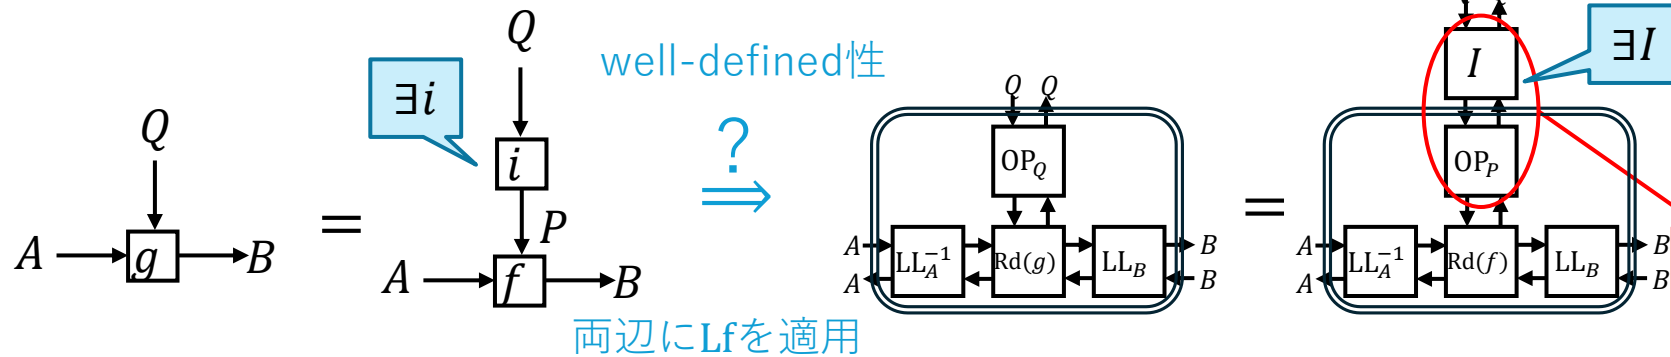 Q
A g B
=
∃i
Q
i
P
A f B
well-defined性
?
⇒
両辺にLfを適用
Q Q
OP_Q
A LL_A^{-1} Rd(g) LL_B B
A B
=
I
∃I
OP_P
A LL_A^{-1} Rd(f) LL_B B
A B